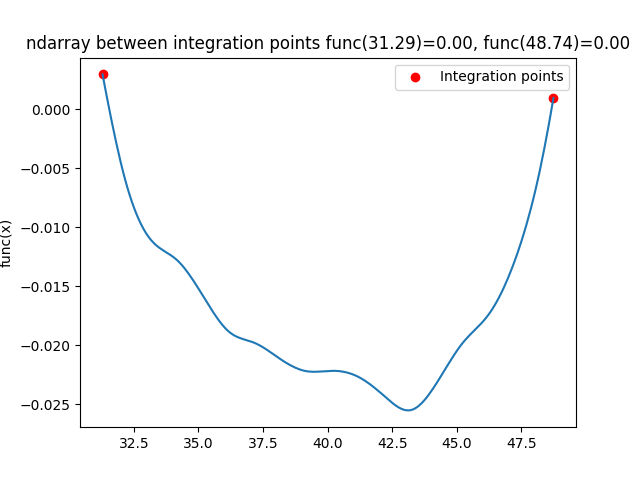 ndarray between integration points func(31.29)=0.00, func(48.74)=0.00
Integration points
func(x)
0.000
−0.005
−0.010
−0.015
−0.020
−0.025
32.5 35.0 37.5 40.0 42.5 45.0 47.5